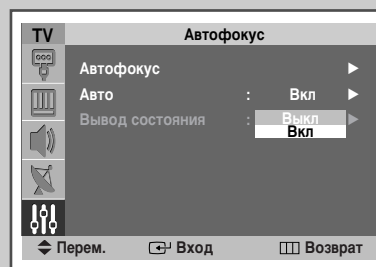 TV Автофокус
Автофокус
Авто : Вкл
Вывод состояния : Выкл
Вкл
Перем. Вход Возврат